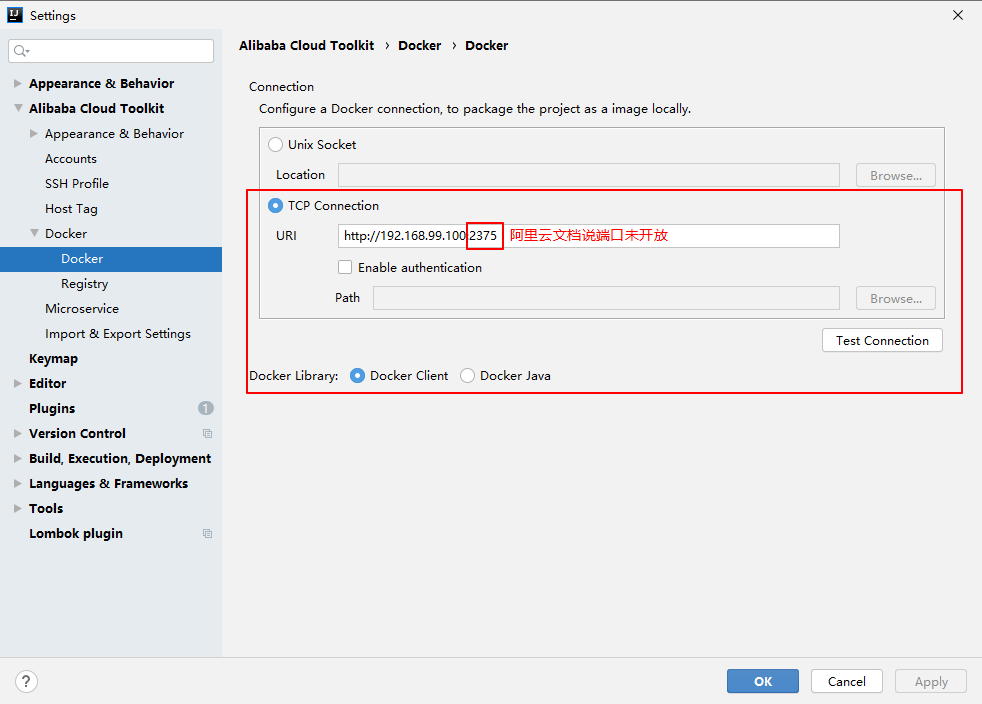 Settings
Alibaba Cloud Toolkit › Docker › Docker
Appearance & Behavior
Alibaba Cloud Toolkit
Appearance & Behavior
Accounts
SSH Profile
Host Tag
Docker
Docker
Registry
Microservice
Import & Export Settings
Keymap
Editor
Plugins 1
Version Control
Build, Execution, Deployment
Languages & Frameworks
Tools
Lombok plugin
Connection
Configure a Docker connection, to package the project as a image locally.
Unix Socket
Location Browse...
TCP Connection
URI http://192.168.99.100:2375 阿里云文档说端口未开放
Enable authentication
Path Browse...
Test Connection
Docker Library: Docker Client Docker Java
? OK Cancel Apply